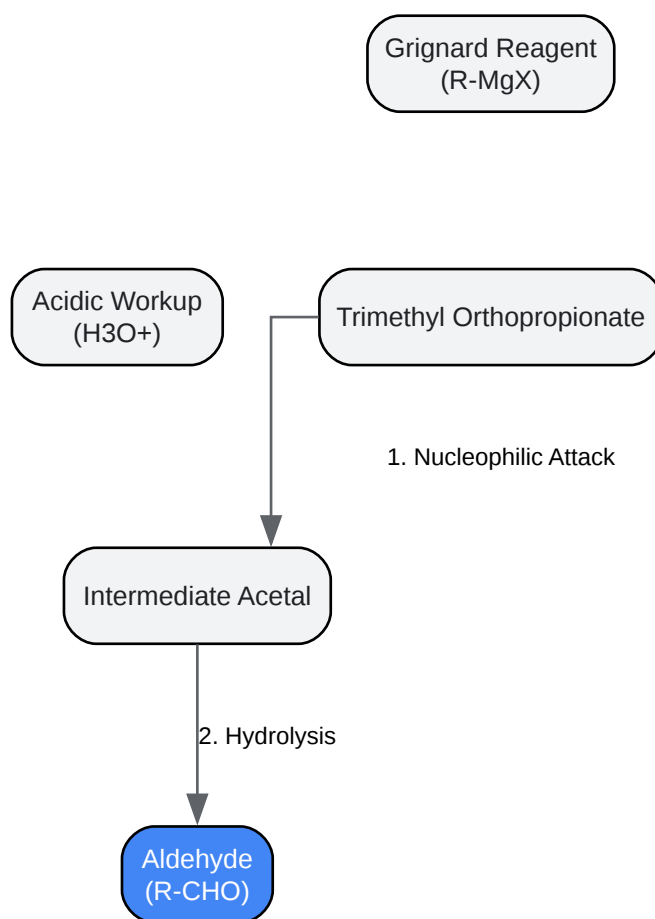 Grignard Reagent
(R-MgX)
Acidic Workup
(H3O+)
Trimethyl Orthopropionate
1. Nucleophilic Attack
Intermediate Acetal
2. Hydrolysis
Aldehyde
(R-CHO)